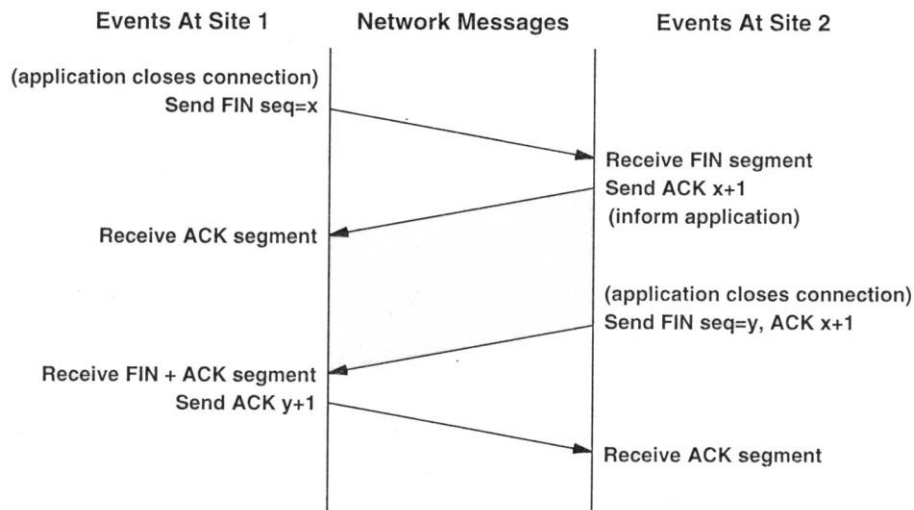 Events At Site 1
Network Messages
Events At Site 2
(application closes connection)
Send FIN seq=x
Receive FIN segment
Send ACK x+1
(inform application)
Receive ACK segment
(application closes connection)
Send FIN seq=y, ACK x+1
Receive FIN + ACK segment
Send ACK y+1
Receive ACK segment